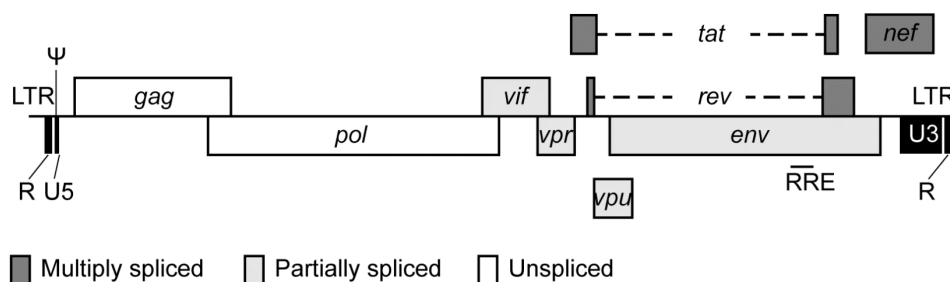 tat nef
Ψ
LTR gag vif rev LTR
pol vpr env U3
R U5 RRE R
vpu
Multiply spliced Partially spliced Unspliced